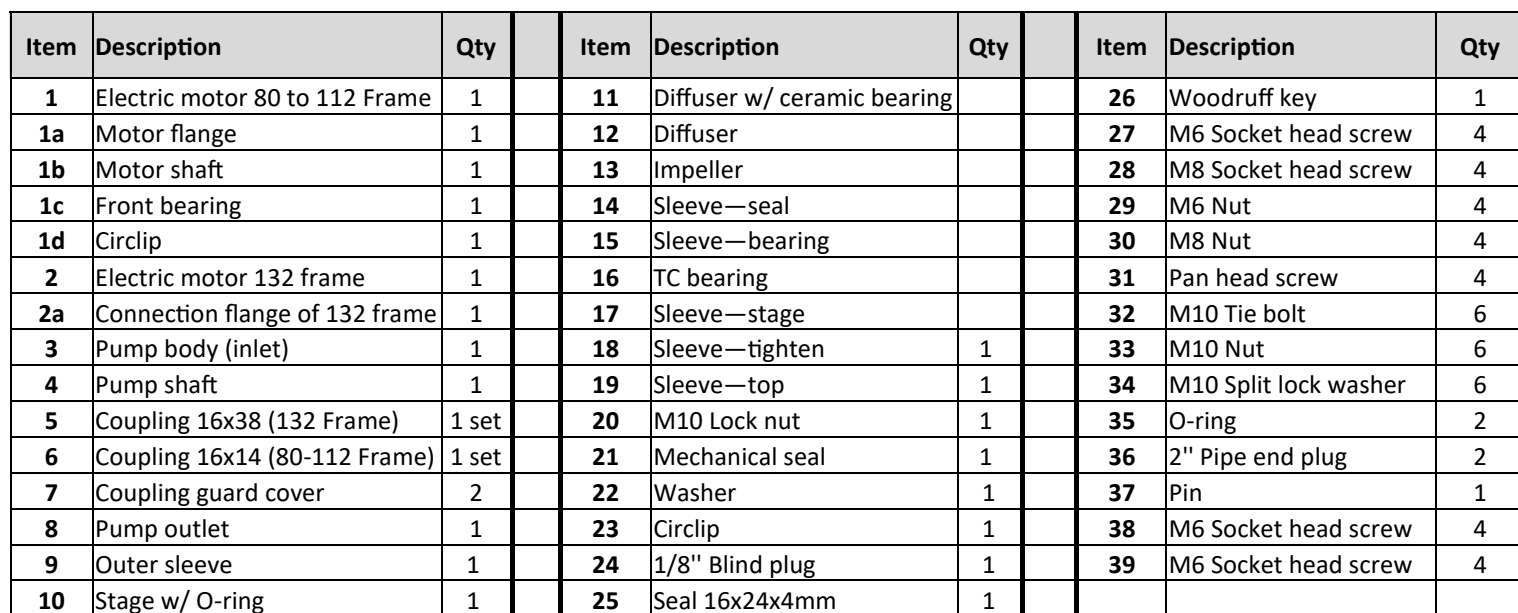 Item Description Qty Item Description Qty Item Description Qty
1 Electric motor 80 to 112 Frame 1 11 Diffuser w/ ceramic bearing 26 Woodruff key 1
1a Motor flange 1 12 Diffuser 27 M6 Socket head screw 4
1b Motor shaft 1 13 Impeller 28 M8 Socket head screw 4
1c Front bearing 1 14 Sleeve—seal 29 M6 Nut 4
1d Circlip 1 15 Sleeve—bearing 30 M8 Nut 4
2 Electric motor 132 frame 1 16 TC bearing 31 Pan head screw 4
2a Connection flange of 132 frame 1 17 Sleeve—stage 32 M10 Tie bolt 6
3 Pump body (inlet) 1 18 Sleeve—tighten 1 33 M10 Nut 6
4 Pump shaft 1 19 Sleeve—top 1 34 M10 Split lock washer 6
5 Coupling 16x38 (132 Frame) 1 set 20 M10 Lock nut 1 35 O-ring 2
6 Coupling 16x14 (80-112 Frame) 1 set 21 Mechanical seal 1 36 2'' Pipe end plug 2
7 Coupling guard cover 2 22 Washer 1 37 Pin 1
8 Pump outlet 1 23 Circlip 1 38 M6 Socket head screw 4
9 Outer sleeve 1 24 1/8'' Blind plug 1 39 M6 Socket head screw 4
10 Stage w/ O-ring 1 25 Seal 16x24x4mm 1